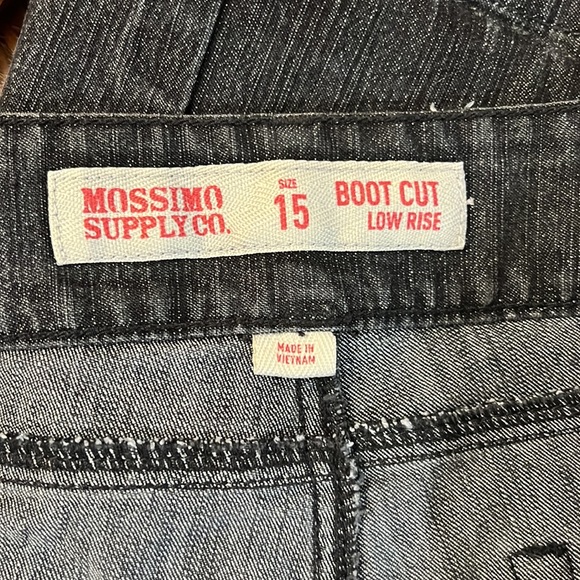 MOSSIMO
SUPPLY CO.
SIZE
15
BOOT CUT
LOW RISE
MADE IN
VIETNAM